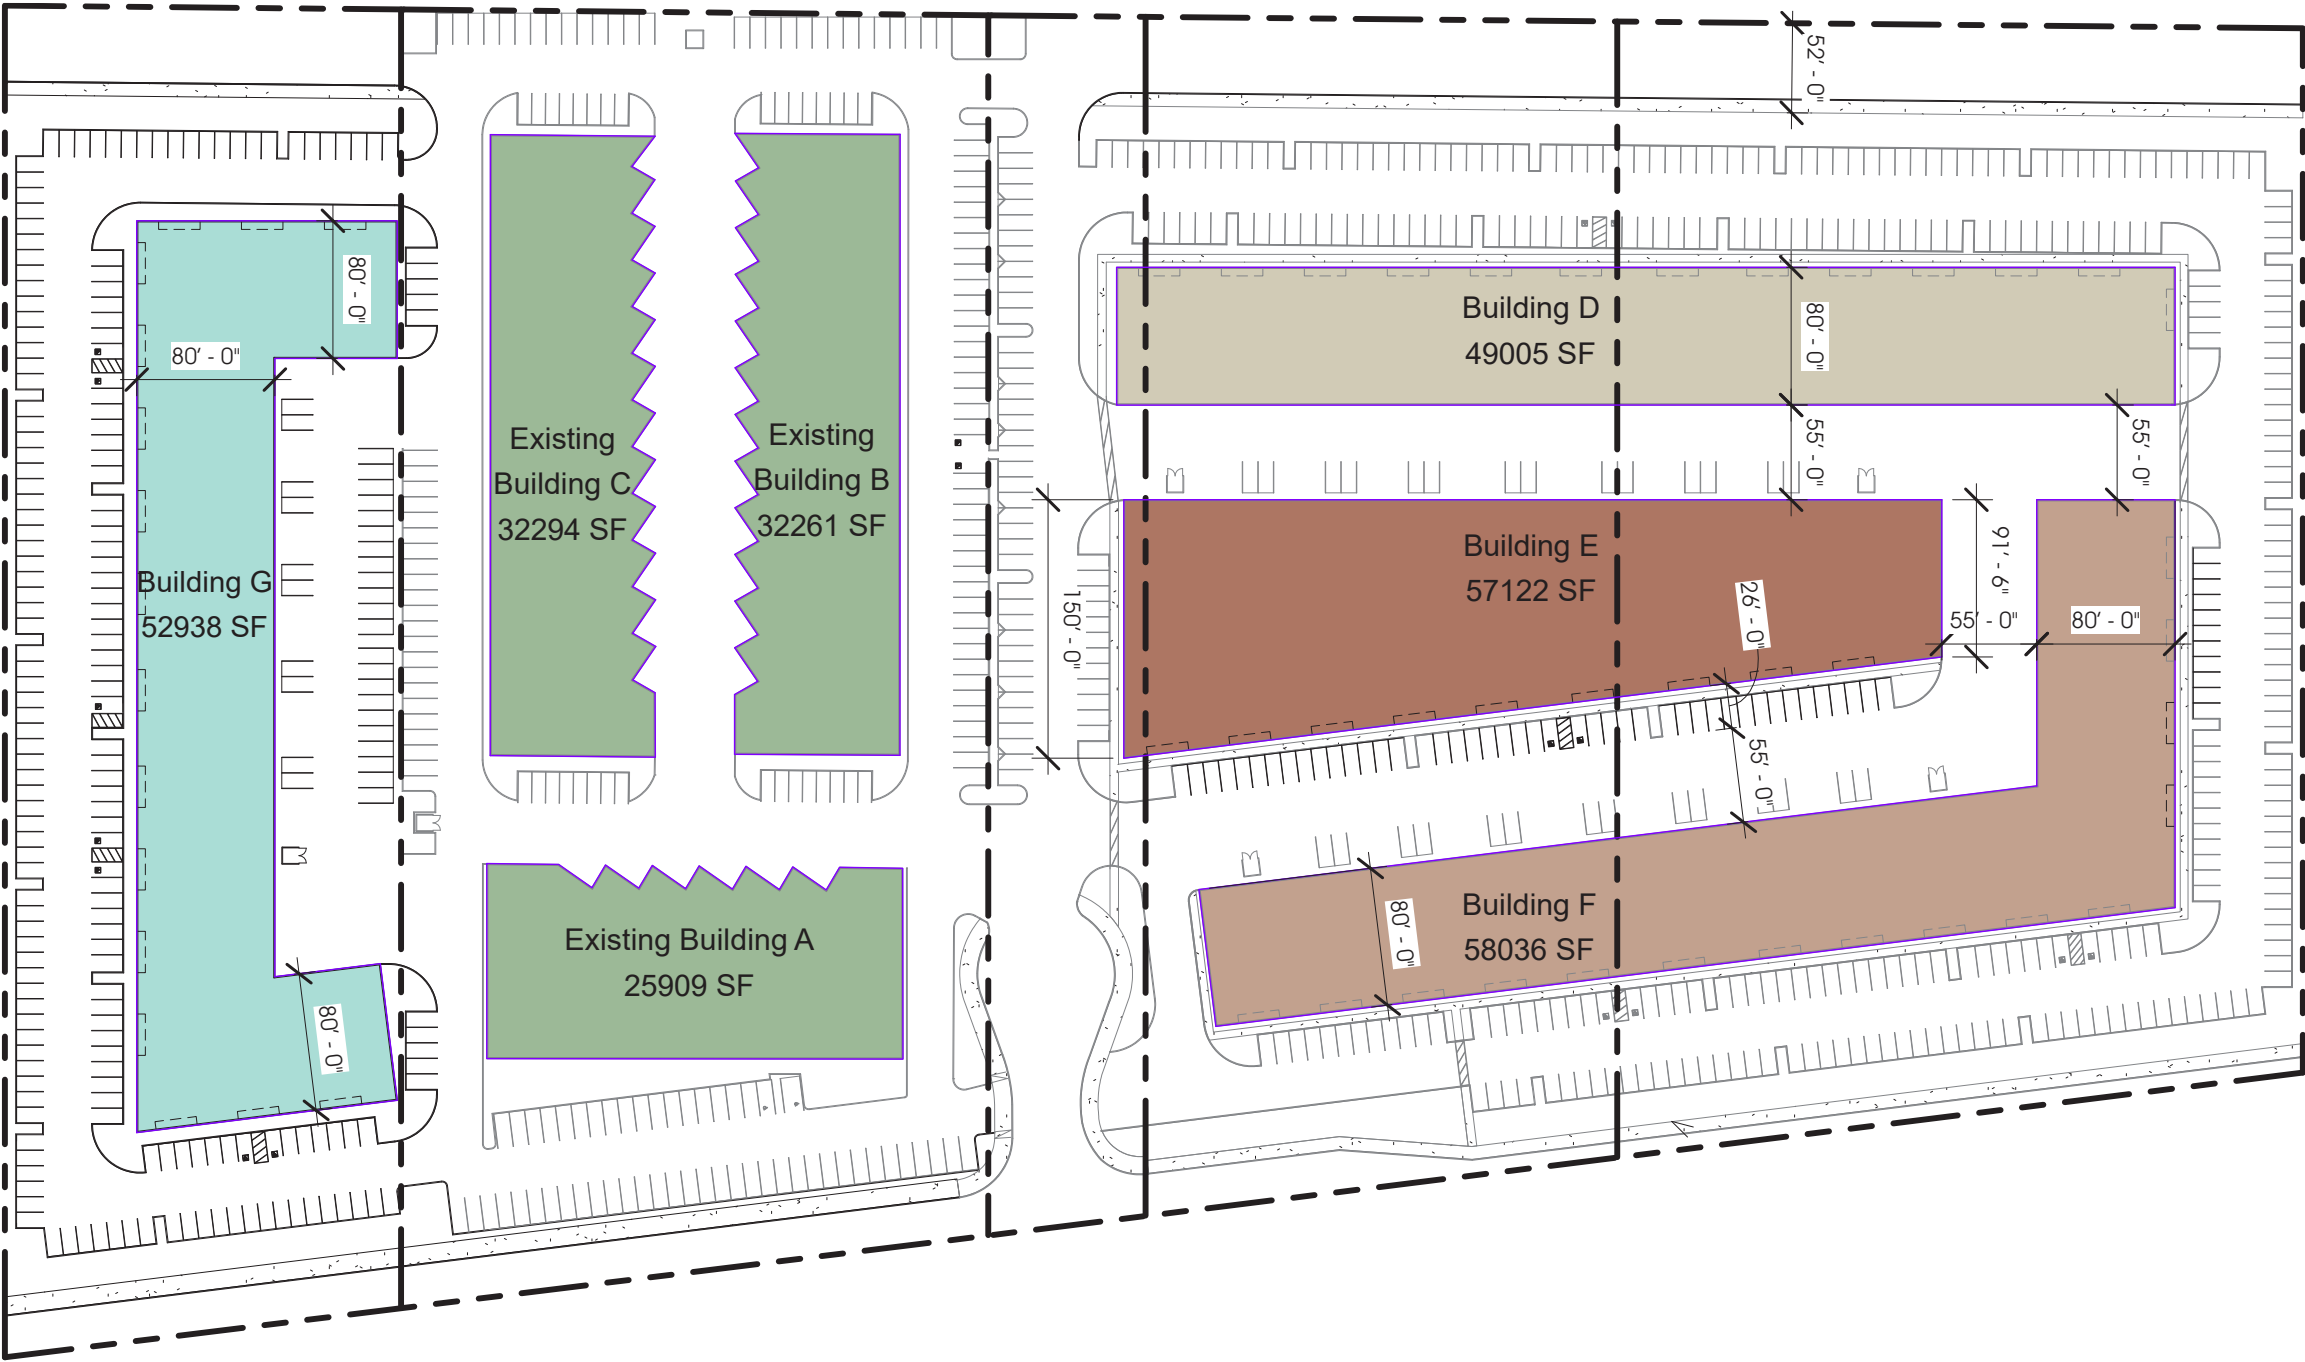 52' - 0"
80' - 0"
80' - 0"
Building G
52938 SF
80' - 0"
Existing
Building C
32294 SF
Existing
Building B
32261 SF
Existing Building A
25909 SF
Building D
49005 SF
80' - 0"
55' - 0"
55' - 0"
150' - 0"
Building E
57122 SF
26' - 0"
91' - 6"
55' - 0"
80' - 0"
55' - 0"
Building F
58036 SF
80' - 0"